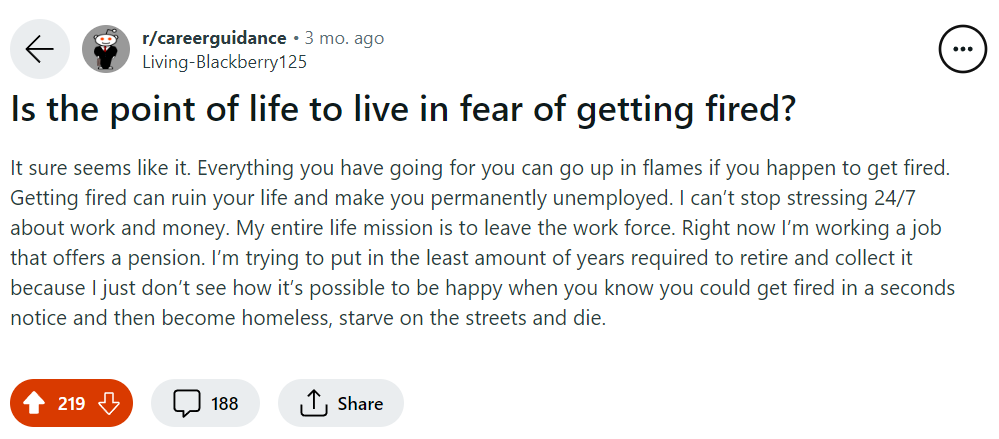 r/careerguidance • 3 mo. ago
Living-Blackberry125
Is the point of life to live in fear of getting fired?
It sure seems like it. Everything you have going for you can go up in flames if you happen to get fired.
Getting fired can ruin your life and make you permanently unemployed. I can’t stop stressing 24/7
about work and money. My entire life mission is to leave the work force. Right now I’m working a job
that offers a pension. I’m trying to put in the least amount of years required to retire and collect it
because I just don’t see how it’s possible to be happy when you know you could get fired in a seconds
notice and then become homeless, starve on the streets and die.
219
188
Share